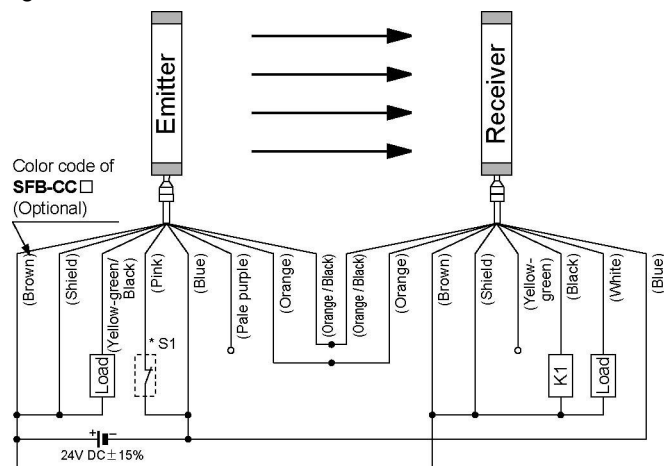 Emitter
Receiver
Color code of
SFB-CC□
(Optional)
(Brown)
(Shield)
(Yellow-green/
Black)
(Pink)
(Blue)
(Pale purple)
(Orange)
(Orange / Black)
(Orange / Black)
(Orange)
(Brown)
(Shield)
(Yellow-
green)
(Black)
(White)
(Blue)
* S1
Load
K1
Load
+ −
24V DC ± 15%